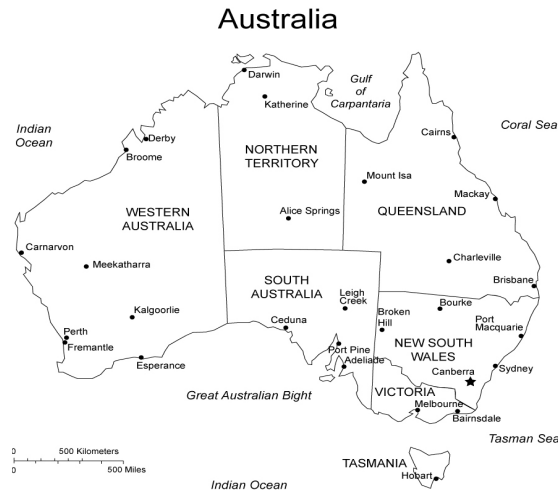 Australia
Darwin
Gulf
of
Carpantaria
Katherine
Indian
Ocean
Coral Sea
Cairns
Derby
Broome
NORTHERN
TERRITORY
Mount Isa
Mackay
WESTERN
AUSTRALIA
Alice Springs
QUEENSLAND
Carnarvon
Meekatharra
Charleville
SOUTH
AUSTRALIA
Brisbane
Leigh
Creek
Bourke
Kalgoorlie
Ceduna
Broken
Hill
Port
Macquarie
Perth
Fremantle
NEW SOUTH
WALES
Port Pine
Adeliade
Esperance
Canberra
Sydney
Great Australian Bight
VICTORIA
Melbourne
Bairnsdale
Tasman Sea
0 500 Kilometers
0 500 Miles
TASMANIA
Hobart
Indian Ocean